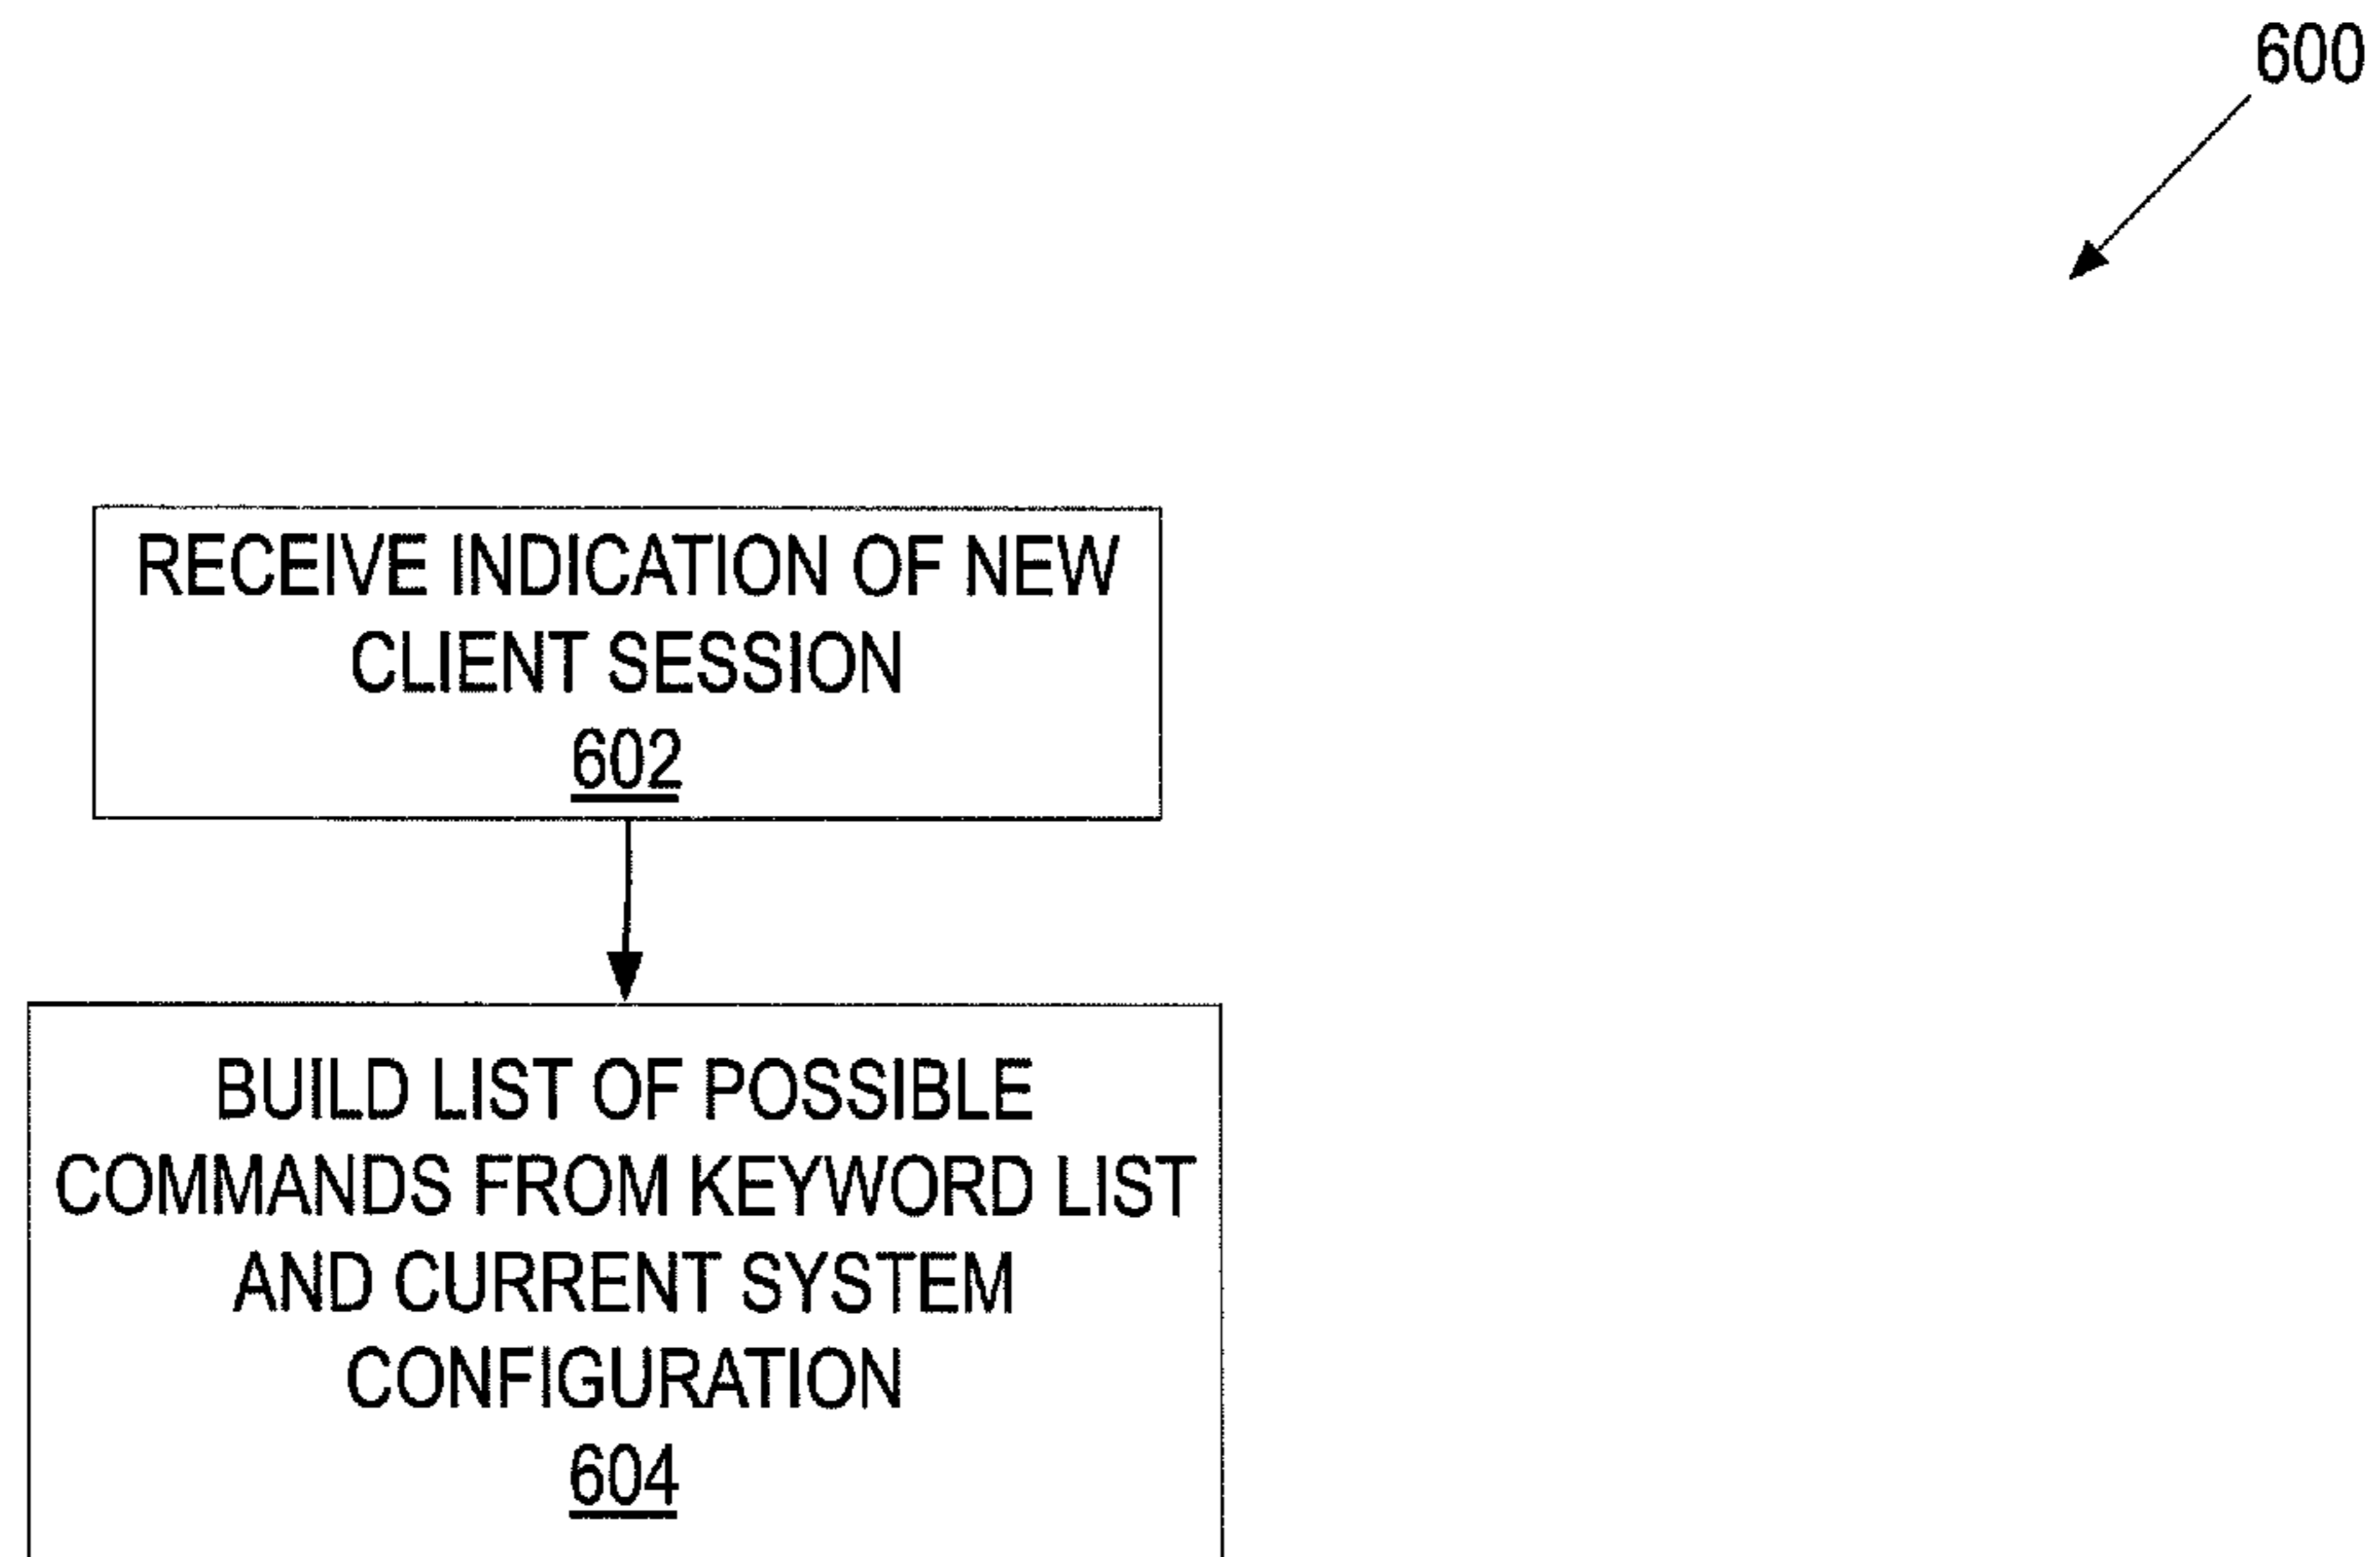 600
RECEIVE INDICATION OF NEW
CLIENT SESSION
602
BUILD LIST OF POSSIBLE
COMMANDS FROM KEYWORD LIST
AND CURRENT SYSTEM
CONFIGURATION
604